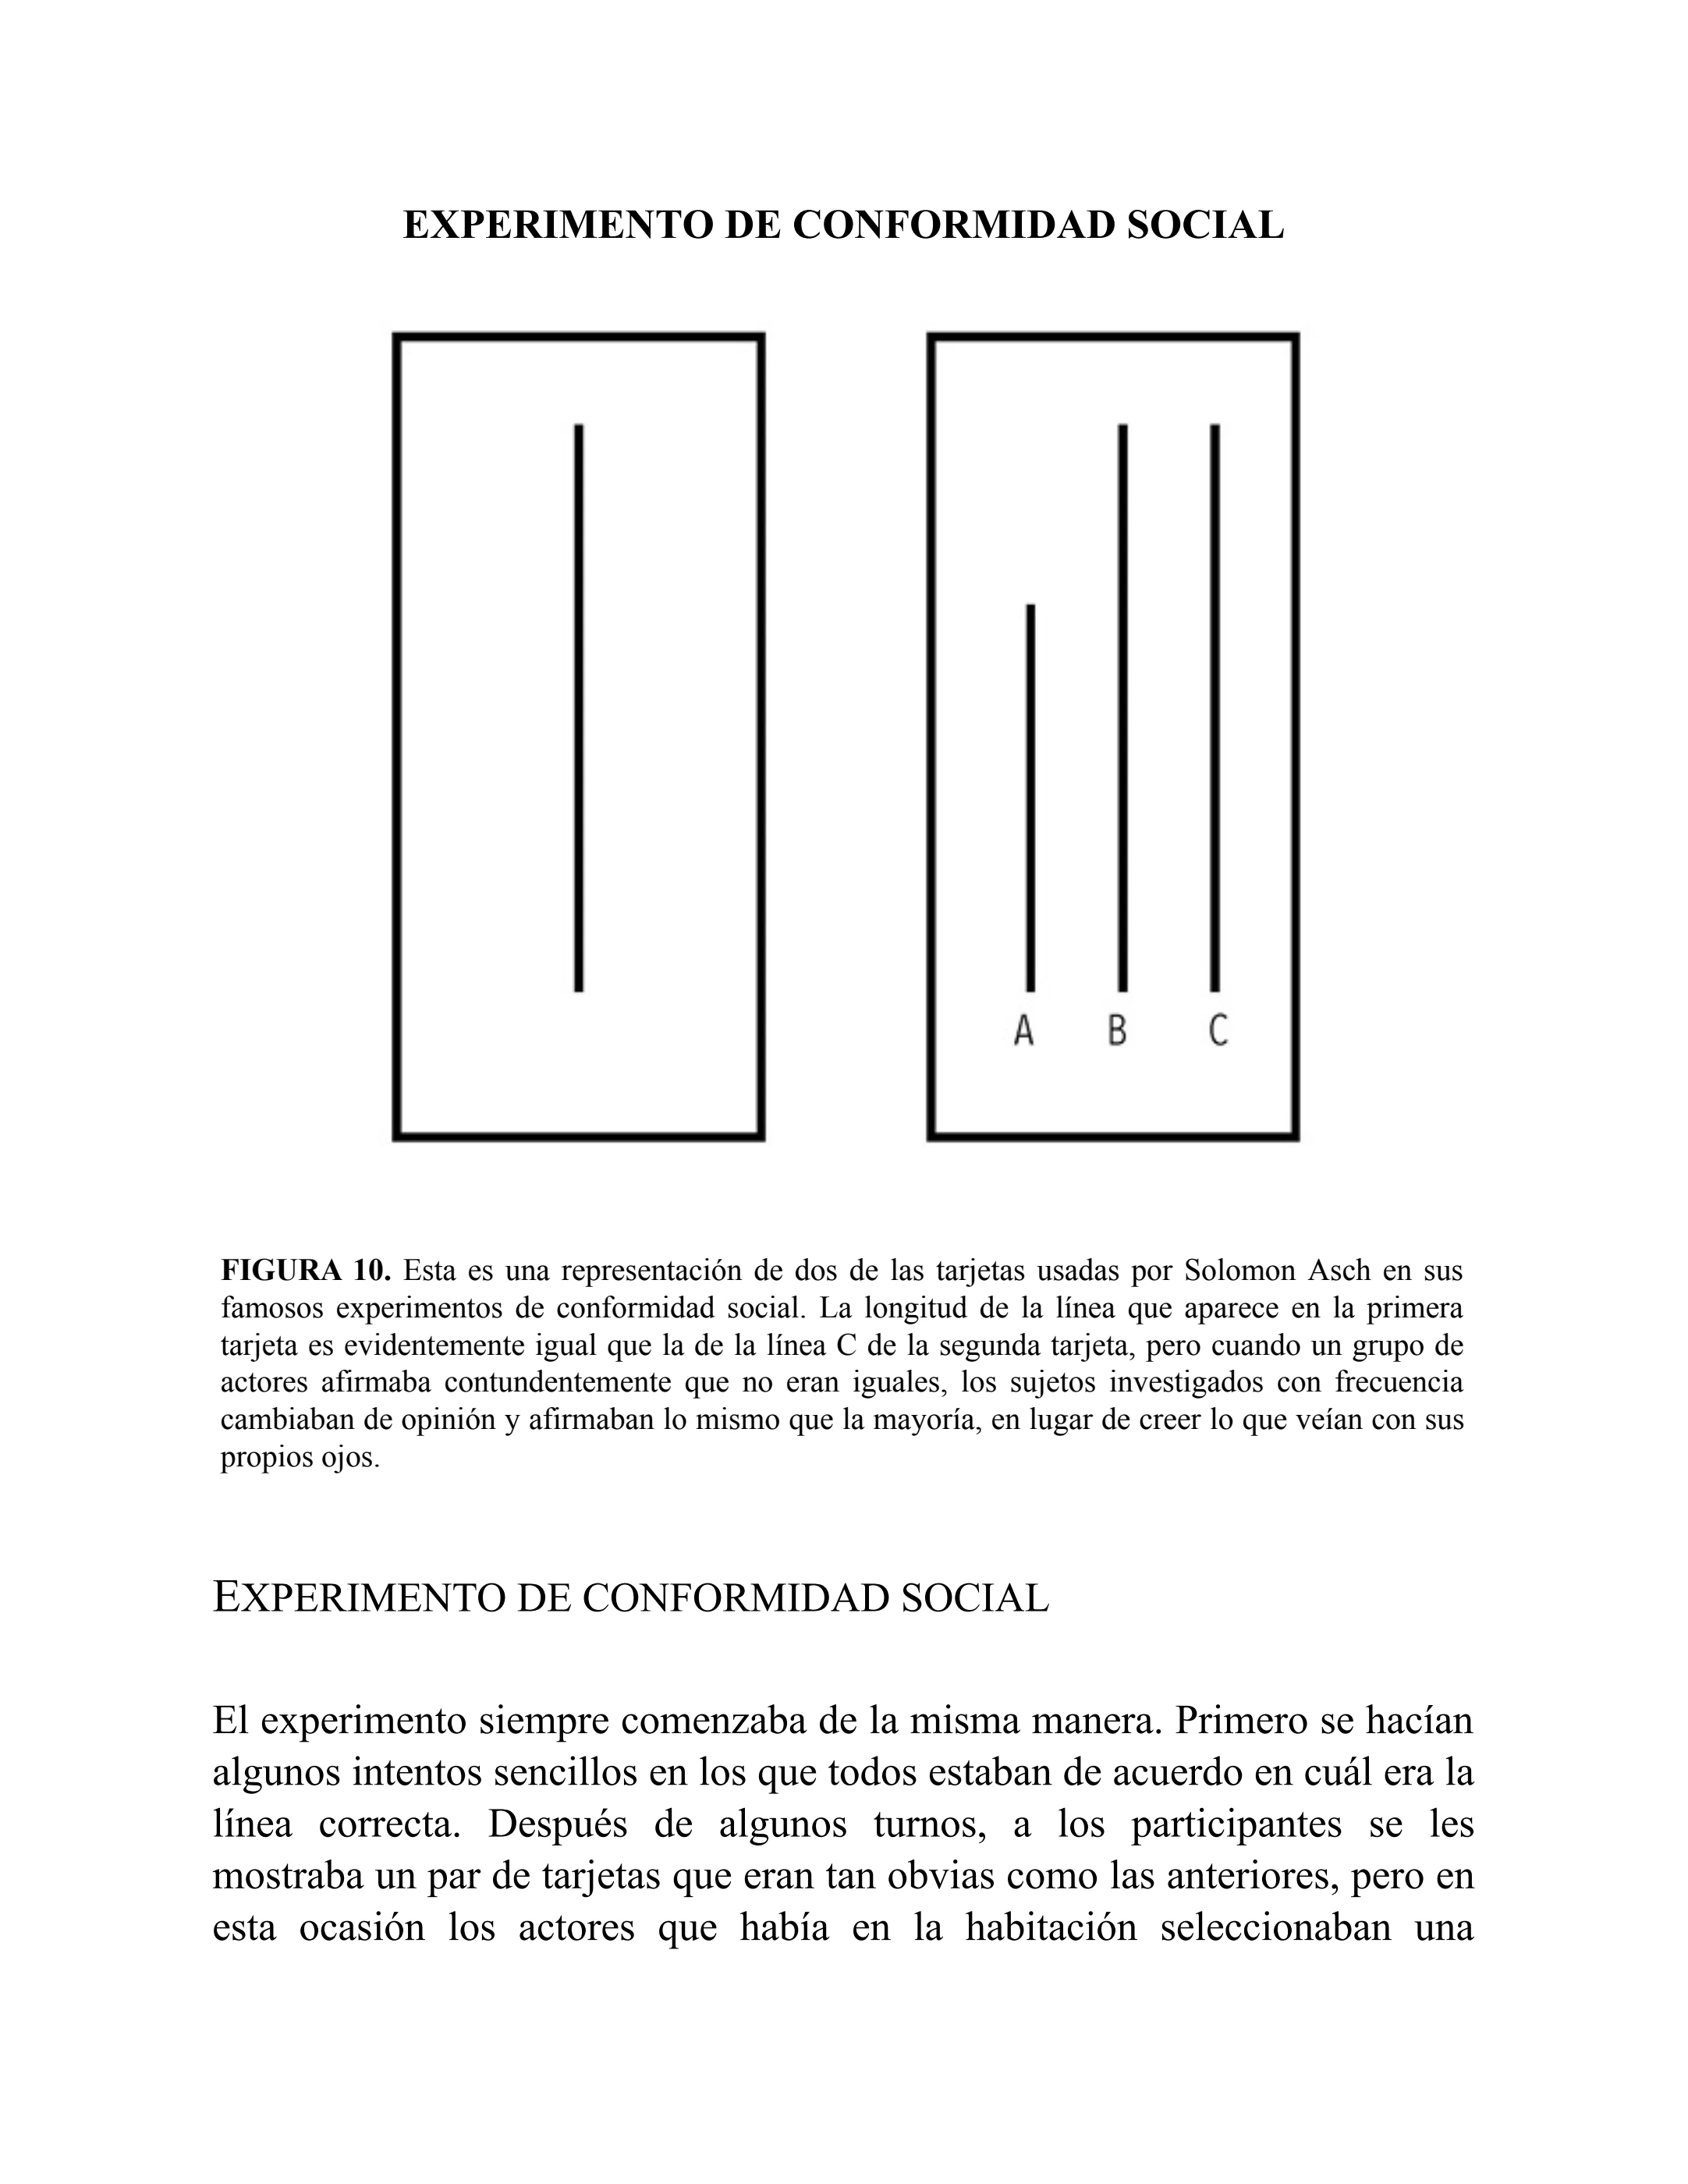 EXPERIMENTO DE CONFORMIDAD SOCIAL
A B C
FIGURA 10. Esta es una representación de dos de las tarjetas usadas por Solomon Asch en sus
famosos experimentos de conformidad social. La longitud de la línea que aparece en la primera
tarjeta es evidentemente igual que la de la línea C de la segunda tarjeta, pero cuando un grupo de
actores afirmaba contundentemente que no eran iguales, los sujetos investigados con frecuencia
cambiaban de opinión y afirmaban lo mismo que la mayoría, en lugar de creer lo que veían con sus
propios ojos.
EXPERIMENTO DE CONFORMIDAD SOCIAL
El experimento siempre comenzaba de la misma manera. Primero se hacían
algunos intentos sencillos en los que todos estaban de acuerdo en cuál era la
línea correcta. Después de algunos turnos, a los participantes se les
mostraba un par de tarjetas que eran tan obvias como las anteriores, pero en
esta ocasión los actores que había en la habitación seleccionaban una